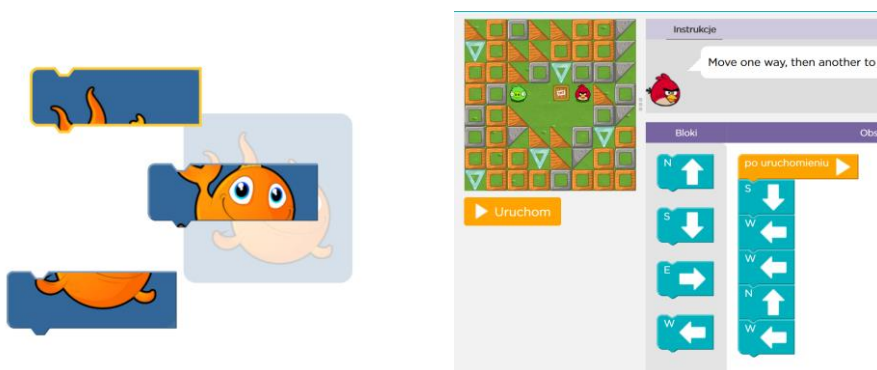 Instrukcje
Move one way, then another to
Uruchom
Bloki
Obs
po uruchomieniu
N
S
E
W
S
W
W
N
W